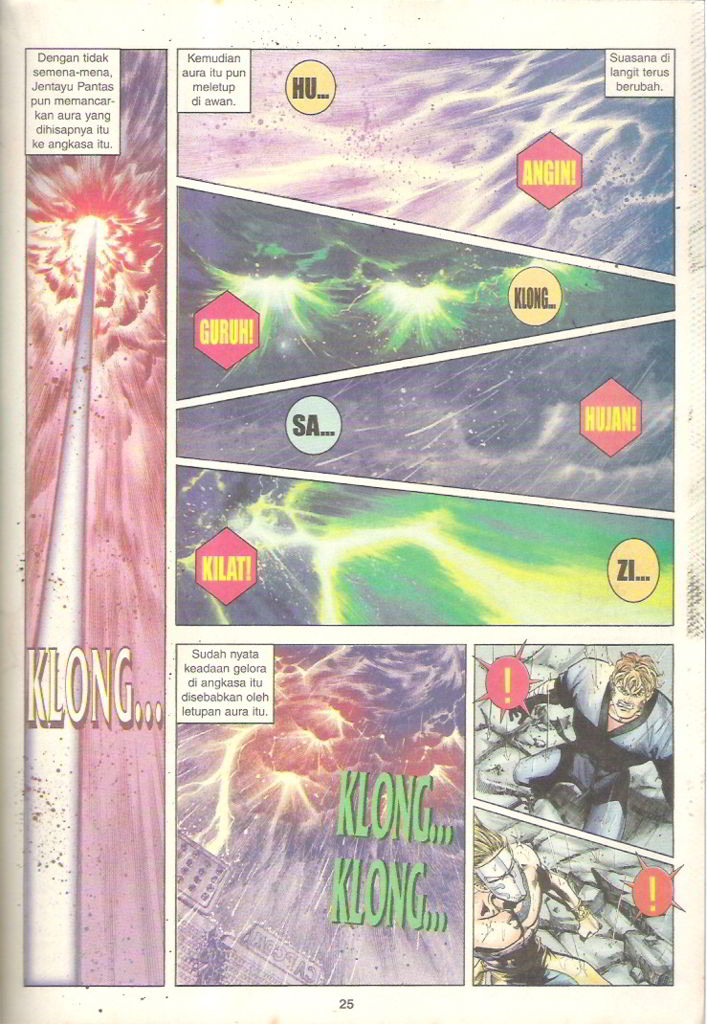 Dengan tidak
semena-mena,
Jentayu Pantas
pun memancar-
kan aura yang
dihisapnya itu
ke angkasa itu.
KLONG...
Kemudian
aura itu pun
meletup
di awan.
HU...
Suasana di
langit terus
berubah.
ANGIN!
GURUH!
KLONG...
SA...
HUJAN!
KILAT!
ZI...
Sudah nyata
keadaan gelora
di angkasa itu
disebabkan oleh
letupan aura itu.
KLONG...
KLONG...
!
!
25